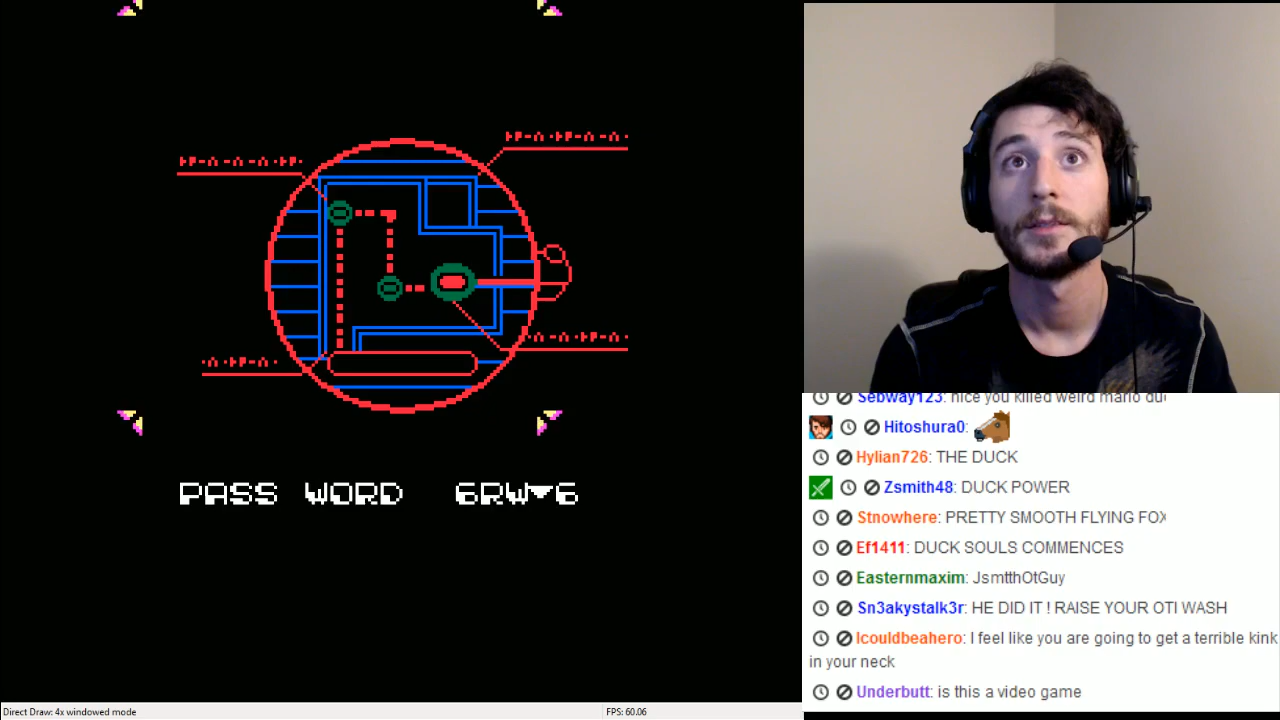 PASS WORD 6RW▼6
Direct Draw: 4x windowed mode FPS: 60.06
Sebway123: nice you killed weird mario
Hitoshura0:
Hylian726: THE DUCK
Zsmith48: DUCK POWER
Stnowhere: PRETTY SMOOTH FLYING FOX
Ef1411: DUCK SOULS COMMENCES
Easternmaxim: JsmtthOtGuy
Sn3akystalk3r: HE DID IT ! RAISE YOUR OTI WASH
Icouldbeahero: I feel like you are going to get a terrible kink
in your neck
Underbutt: is this a video game